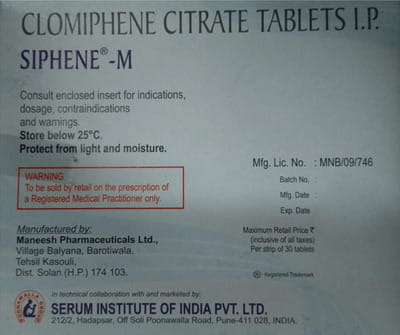 CLOMIPHENE CITRATE TABLETS I.P.
SIPHENE®-M
Consult enclosed insert for indications,
dosage, contraindications
and warnings.
Store below 25°C.
Protect from light and moisture.
Mfg. Lic. No. : MNB/09/746
WARNING
To be sold by retail on the prescription of
a Registered Medical Practitioner only.
Batch No. :
Mfg. Date :
Exp. Date
Manufactured by:
Maneesh Pharmaceuticals Ltd.,
Village Balyana, Barotiwala,
Tehsil Kasouli,
Dist. Solan (H.P.) 174 103.
Maximum Retail Price ₹
(inclusive of all taxes)
Per strip of 30 tablets
® - Registered Trademark
In technical collaboration with and marketed by:
SERUM INSTITUTE OF INDIA PVT. LTD.
212/2, Hadapsar, Off Soli Poonawalla Road, Pune-411 028, INDIA.